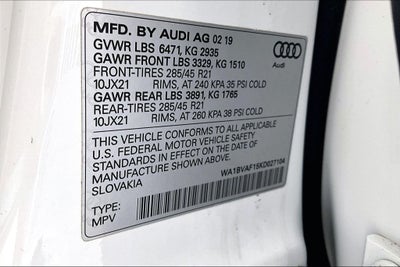 MFD. BY AUDI AG 02 19
GVWR LBS 6471, KG 2935
GAWR FRONT LBS 3329, KG 1510
FRONT-TIRES 285/45 R21
10JX21 RIMS, AT 240 KPA 35 PSI COLD
GAWR REAR LBS 3891, KG 1765
REAR-TIRES 285/45 R21
10JX21 RIMS, AT 260 KPA 38 PSI COLD
Audi
THIS VEHICLE CONFORMS TO ALL APPLICABLE
U.S. FEDERAL MOTOR VEHICLE SAFETY
STANDARDS IN EFFECT ON THE DATE OF
MANUFACTURE SHOWN ABOVE.
SLOVAKIA
WA1BVAF15KD027104
TYPE:
MPV